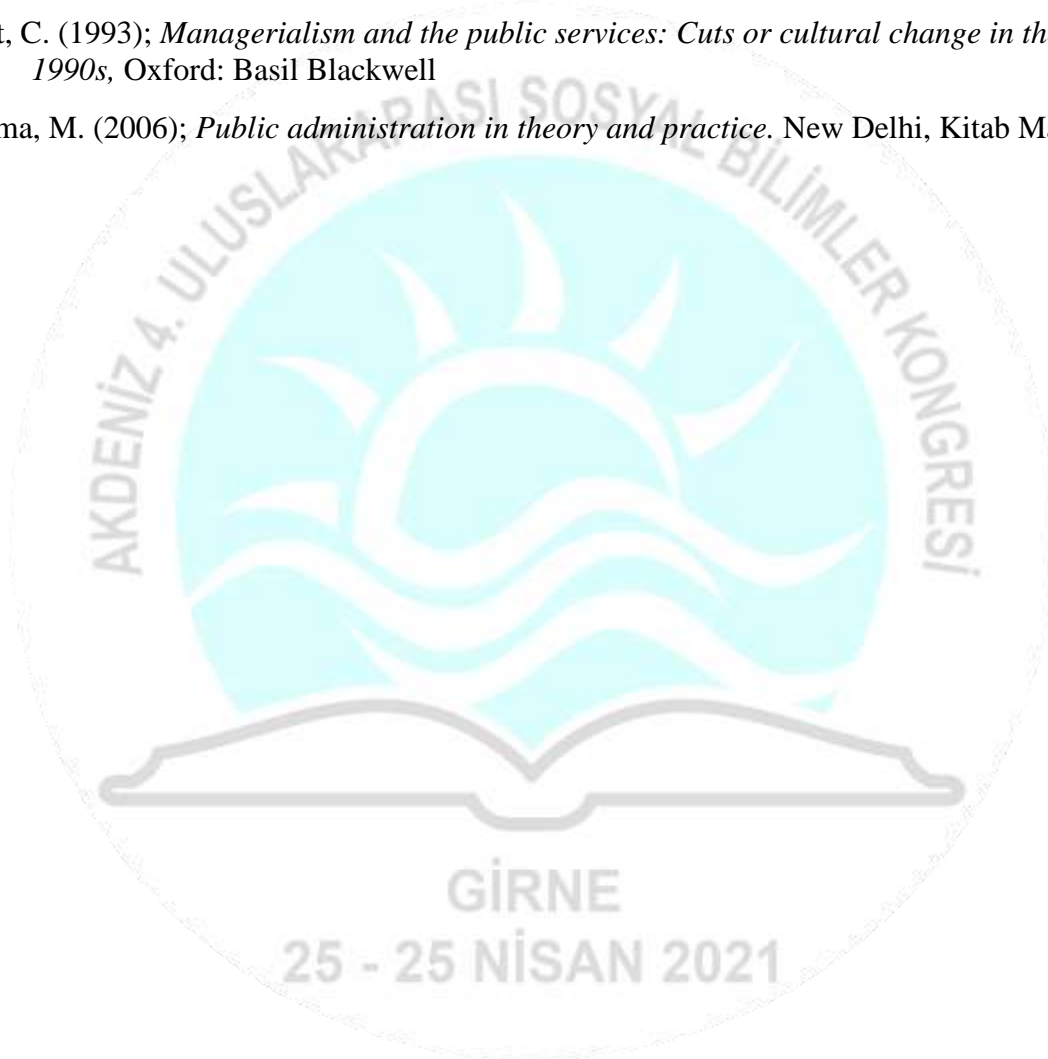 t, C. (1993); Managerialism and the public services: Cuts or cultural change in th
1990s, Oxford: Basil Blackwell
ma, M. (2006); Public administration in theory and practice. New Delhi, Kitab Ma
AKDENİZ 4. ULUSLARARASI SOSYAL BİLİMLER KONGRESİ
GİRNE
25 - 25 NİSAN 2021